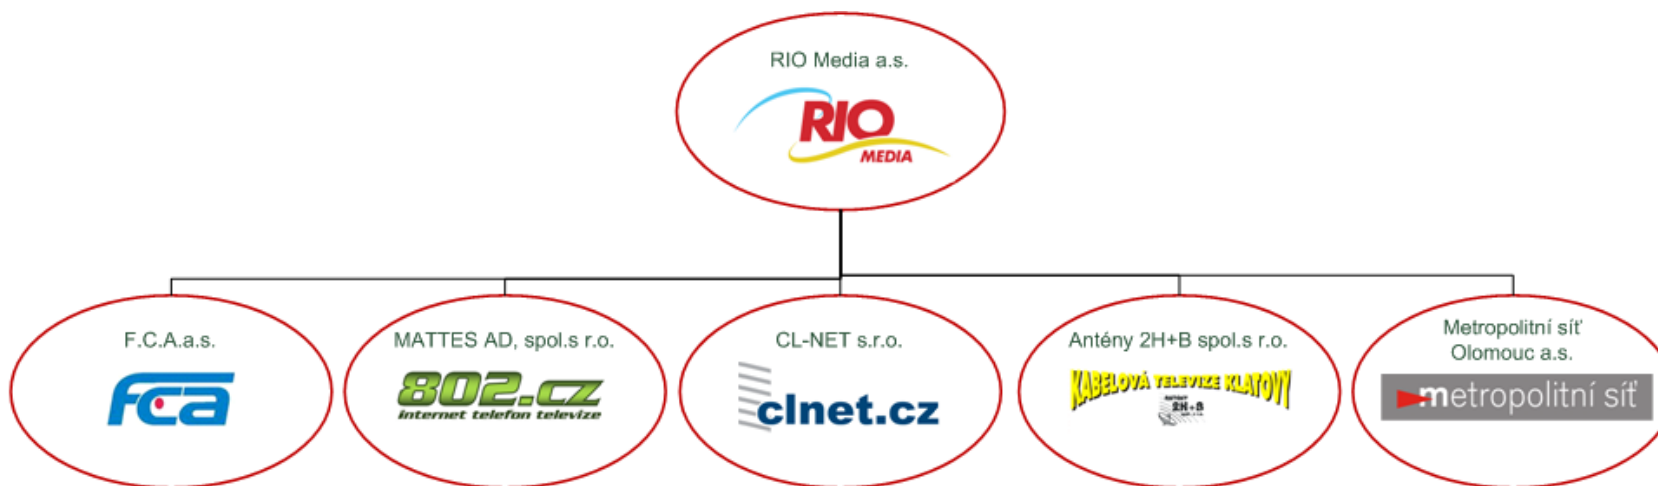 RIO Media a.s.
RIO
MEDIA
F.C.A.a.s.
fca
MATTES AD, spol.s r.o.
802.cz
internet telefon televize
CL-NET s.r.o.
clnet.cz
Antény 2H+B spol.s r.o.
KABELOVÁ TELEVIZE KLATOVY
2H+B
Metropolitní síť
Olomouc a.s.
metropolitní síť